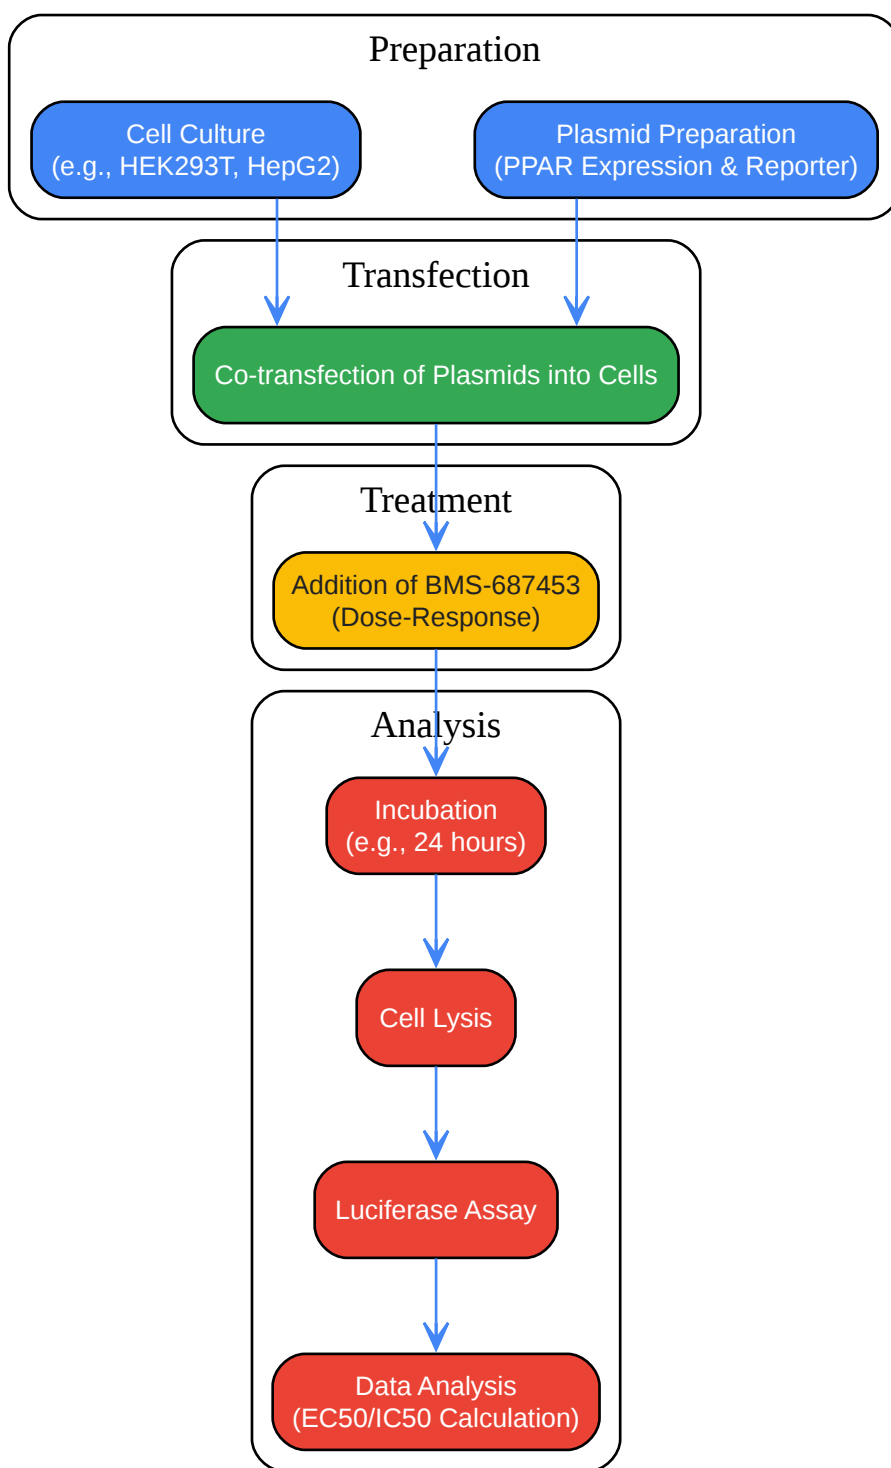 Preparation
Cell Culture
(e.g., HEK293T, HepG2)
Plasmid Preparation
(PPAR Expression & Reporter)
Transfection
Co-transfection of Plasmids into Cells
Treatment
Addition of BMS-687453
(Dose-Response)
Analysis
Incubation
(e.g., 24 hours)
Cell Lysis
Luciferase Assay
Data Analysis
(EC50/IC50 Calculation)